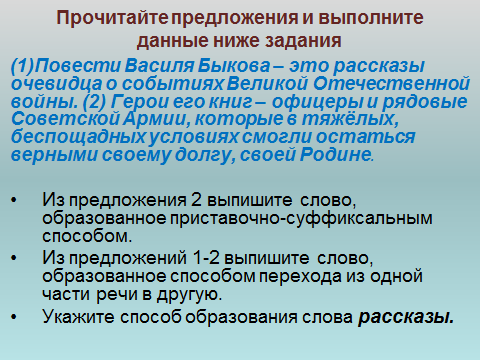 Прочитайте предложения и выполните
данные ниже задания
(1)Повести Василя Быкова – это рассказы
очевидца о событиях Великой Отечественной
войны. (2) Герои его книг – офицеры и рядовые
Советской Армии, которые в тяжёлых,
беспощадных условиях смогли остаться
верными своему долгу, своей Родине.
• Из предложения 2 выпишите слово,
образованное приставочно-суффиксальным
способом.
• Из предложений 1-2 выпишите слово,
образованное способом перехода из одной
части речи в другую.
• Укажите способ образования слова рассказы.